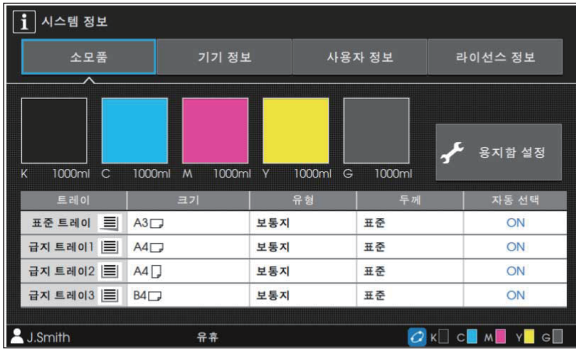 i 시스템 정보
소모품 기기 정보 사용자 정보 라이선스 정보
K 1000ml C 1000ml M 1000ml Y 1000ml G 1000ml
용지함 설정
트레이 크기 유형 두께 자동 선택
표준 트레이 A3 보통지 표준 ON
급지 트레이1 A4 보통지 표준 ON
급지 트레이2 A4 보통지 표준 ON
급지 트레이3 B4 보통지 표준 ON
J.Smith 유휴 K C M Y G